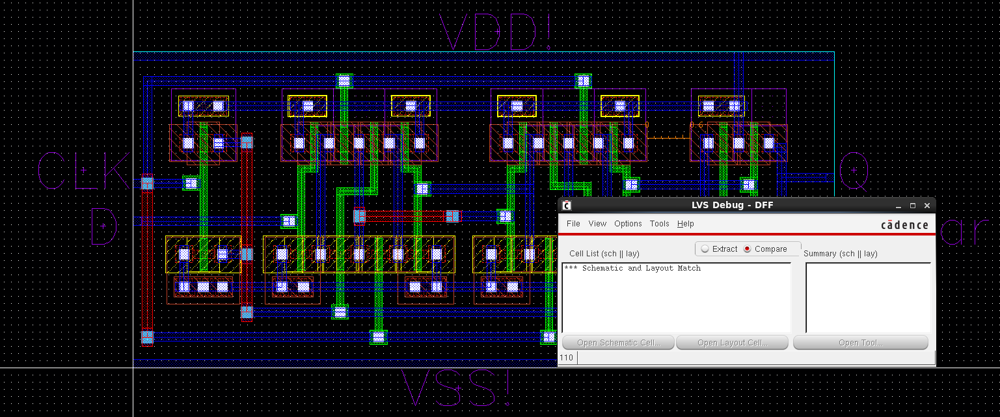 VDD!
CLK
D
Q
ar
VSS!
LVS Debug - DFF
File View Options Tools Help
cādence
Extract Compare
Cell List (sch || lay) Summary (sch || lay)
*** Schematic and Layout Match
Open Schematic Cell... Open Layout Cell... Open Tool...
110